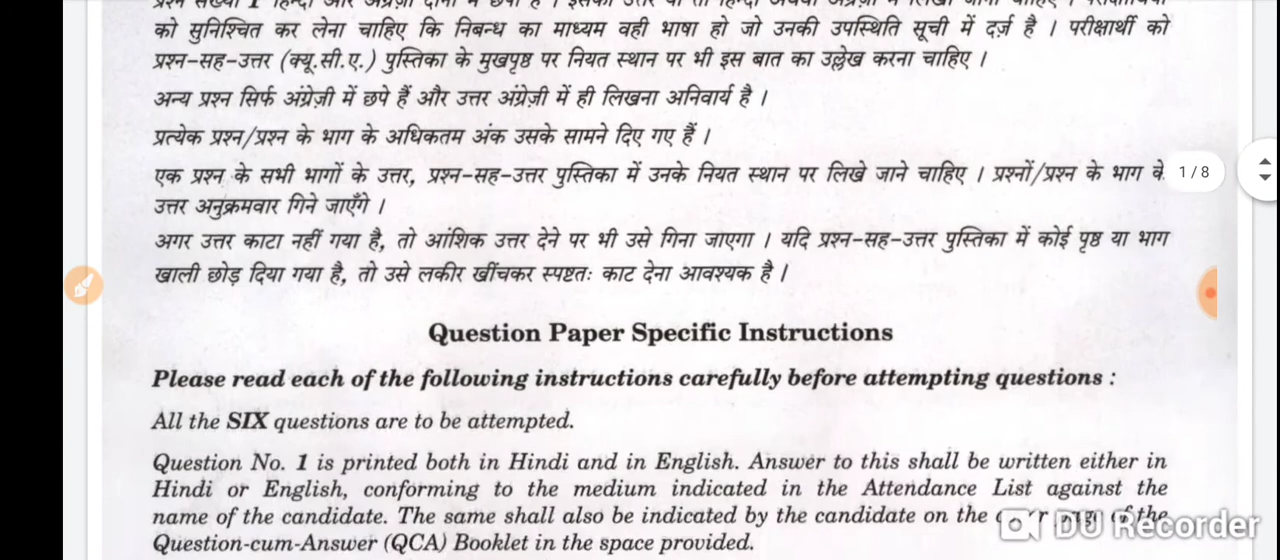 को सुनिश्चित कर लेना चाहिए कि निबन्ध का माध्यम वही भाषा हो जो उनकी उपस्थिति सूची में दर्ज है । परीक्षार्थी को
प्रश्न-सह-उत्तर (क्यू.सी.ए.) पुस्तिका के मुखपृष्ठ पर नियत स्थान पर भी इस बात का उल्लेख करना चाहिए ।
अन्य प्रश्न सिर्फ अंग्रेज़ी में छपे हैं और उत्तर अंग्रेज़ी में ही लिखना अनिवार्य है ।
प्रत्येक प्रश्न/प्रश्न के भाग के अधिकतम अंक उसके सामने दिए गए हैं ।
एक प्रश्न के सभी भागों के उत्तर, प्रश्न-सह-उत्तर पुस्तिका में उनके नियत स्थान पर लिखे जाने चाहिए । प्रश्नों/प्रश्न के भाग
1/8
उत्तर अनुक्रमवार गिने जाएँगे ।
अगर उत्तर काटा नहीं गया है, तो आंशिक उत्तर देने पर भी उसे गिना जाएगा । यदि प्रश्न-सह-उत्तर पुस्तिका में कोई पृष्ठ या भाग
खाली छोड़ दिया गया है, तो उसे लकीर खींचकर स्पष्टतः काट देना आवश्यक है ।
Question Paper Specific Instructions
Please read each of the following instructions carefully before attempting questions :
All the SIX questions are to be attempted.
Question No. 1 is printed both in Hindi and in English. Answer to this shall be written either in
Hindi or English, conforming to the medium indicated in the Attendance List against the
name of the candidate. The same shall also be indicated by the candidate on the of the
Question-cum-Answer (QCA) Booklet in the space provided.
DU Recorder